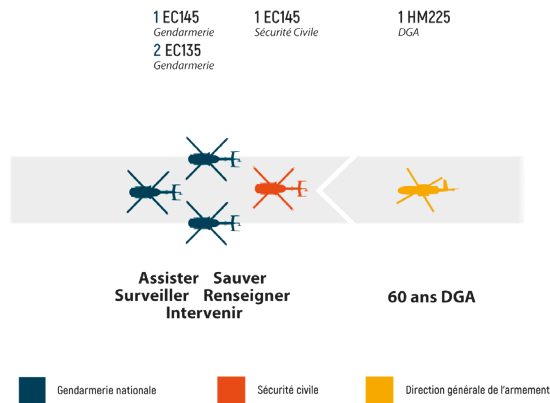 1 EC145
Gendarmerie
2 EC135
Gendarmerie
1 EC145
Sécurité Civile
1 HM225
DGA
Assister Sauver
Surveiller Renseigner
Intervenir
60 ans DGA
Gendarmerie nationale
Sécurité civile
Direction générale de l'armement